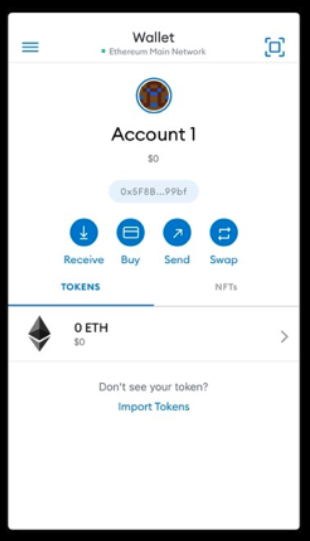 Wallet
Ethereum Main Network
Account 1
$0
0x5F8B...99bf
Receive
Buy
Send
Swap
TOKENS
NFTs
0 ETH
$0
Don't see your token?
Import Tokens